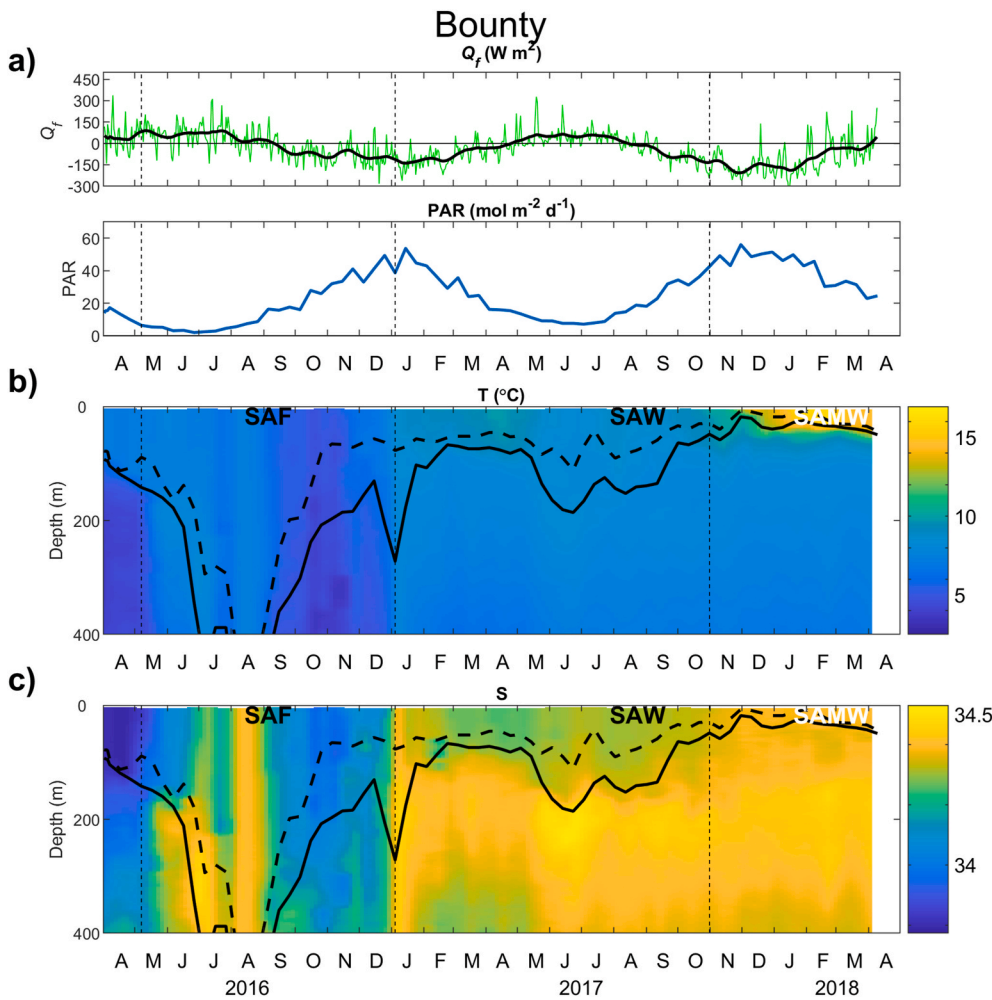 Bounty
a)
Q_f (W m²)
450
300
150
0
-150
-300
Q_f
PAR (mol m⁻² d⁻¹)
60
40
20
0
PAR
A M J J A S O N D J F M A M J J A S O N D J F M A
b)
T (°C)
SAF SAW SAMW
0
200
400
Depth (m)
15
10
5
A M J J A S O N D J F M A M J J A S O N D J F M A
c)
S
SAF SAW SAMW
0
200
400
Depth (m)
34.5
34
A M J J A S O N D J F M A M J J A S O N D J F M A
2016 2017 2018